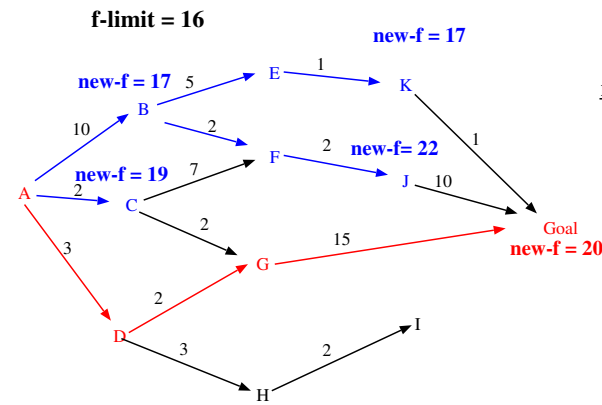 f-limit = 16
new-f = 17
E
1
new-f = 17
5
K
B
10
2
1
F
2
new-f= 22
7
new-f = 19
A
2
C
J
10
2
15
Goal
3
G
new-f = 20
2
D
3
2
I
H